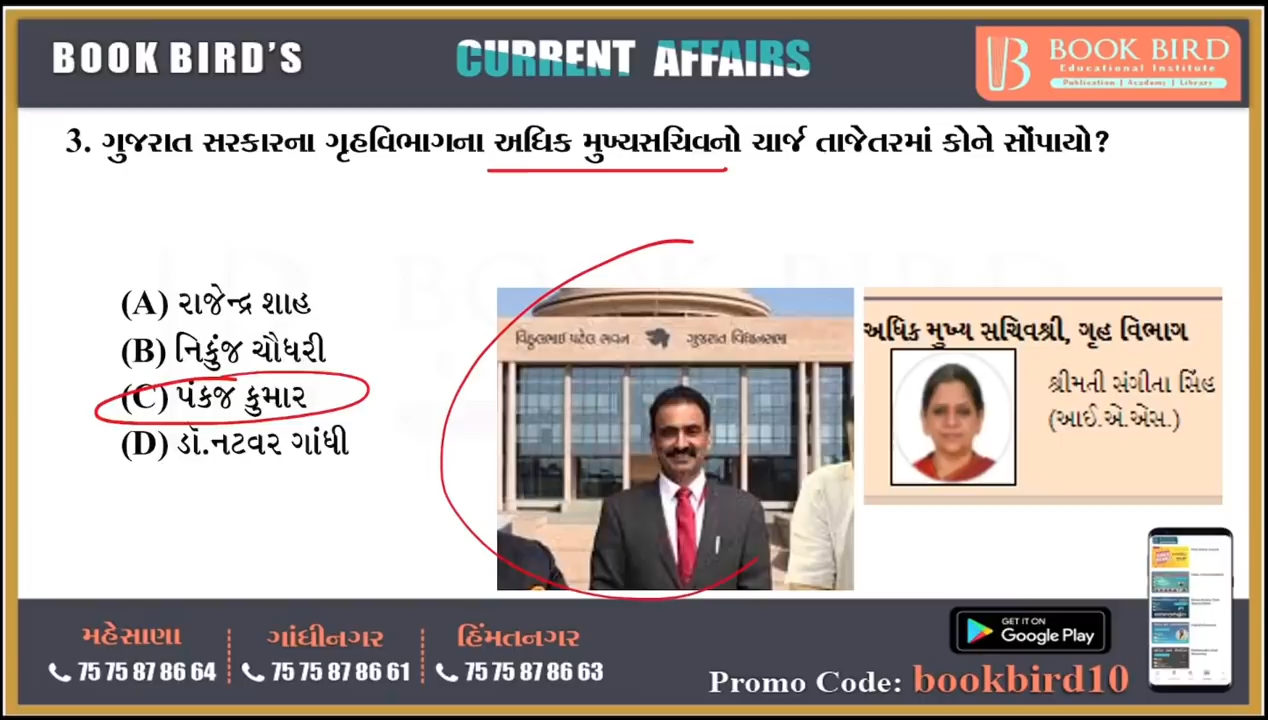 BOOK BIRD'S
CURRENT AFFAIRS
BOOK BIRD
Educational Institute
Publication | Academy | Library
3. ગુજરાત સરકારના ગૃહવિભાગના અધિક મુખ્યસચિવનો ચાર્જ તાજેતરમાં કોને સોંપાયો?
(A) રાજેન્દ્ર શાહ
(B) નિકુંજ ચૌધરી
(C) પંકજ કુમાર
(D) ડૉ.નટવર ગાંધી
વિઠ્ઠલભાઈ પટેલ ભવન ગુજરાત વિધાનસભા
અધિક મુખ્ય સચિવશ્રી, ગૃહ વિભાગ
શ્રીમતી સંગીતા સિંહ
(આઈ.એ.એસ.)
મહેસાણા
75 75 87 86 64
ગાંધીનગર
75 75 87 86 61
હિંમતનગર
75 75 87 86 63
GET IT ON
Google Play
Promo Code: bookbird10